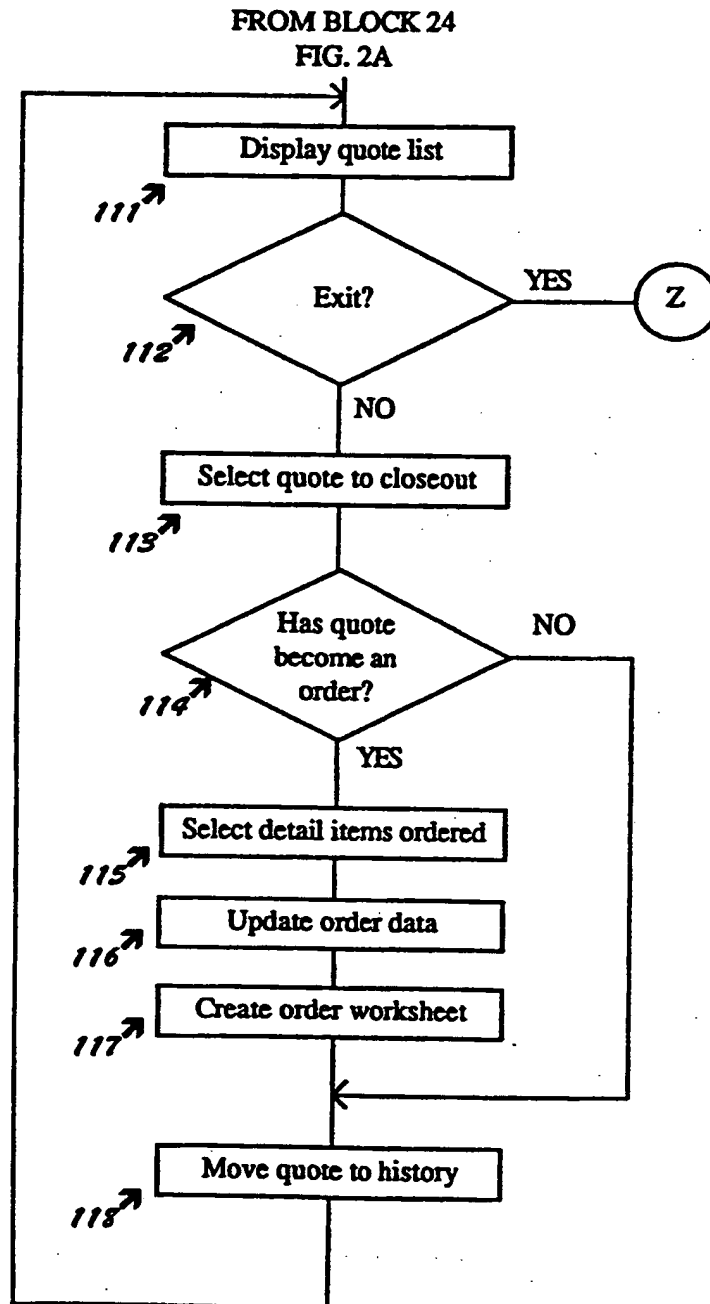 FROM BLOCK 24
FIG. 2A
Display quote list
111
Exit?
YES
Z
112
NO
Select quote to closeout
113
Has quote
become an
order?
NO
114
YES
Select detail items ordered
115
Update order data
116
Create order worksheet
117
Move quote to history
118